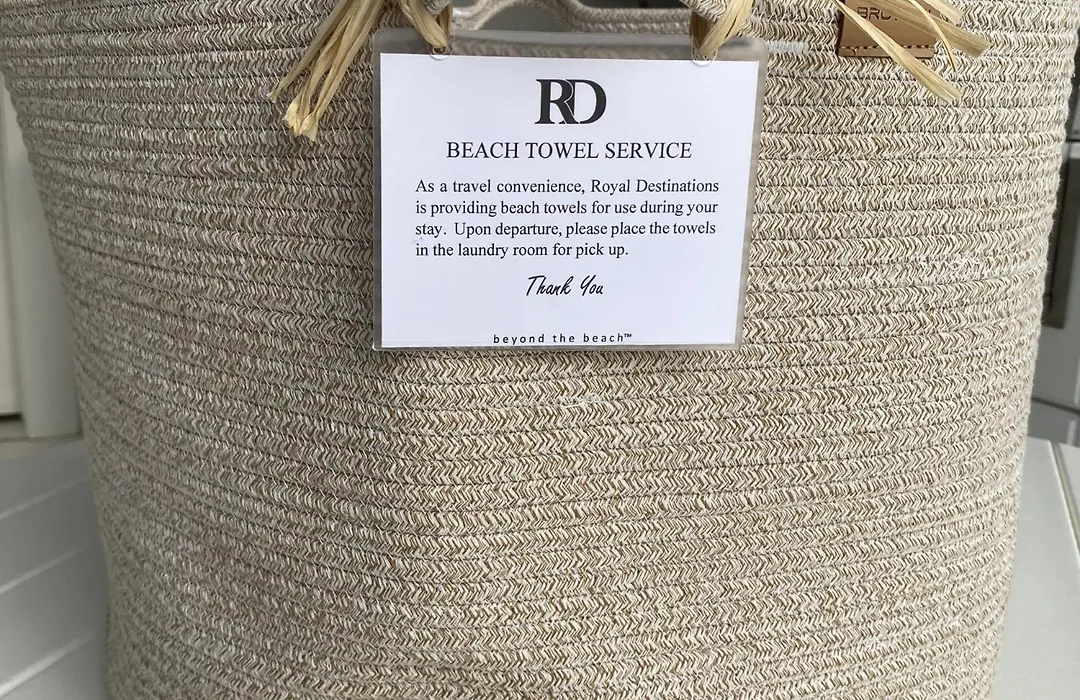 RD
BEACH TOWEL SERVICE
As a travel convenience, Royal Destinations
is providing beach towels for use during your
stay. Upon departure, please place the towels
in the laundry room for pick up.
Thank You
beyond the beach™